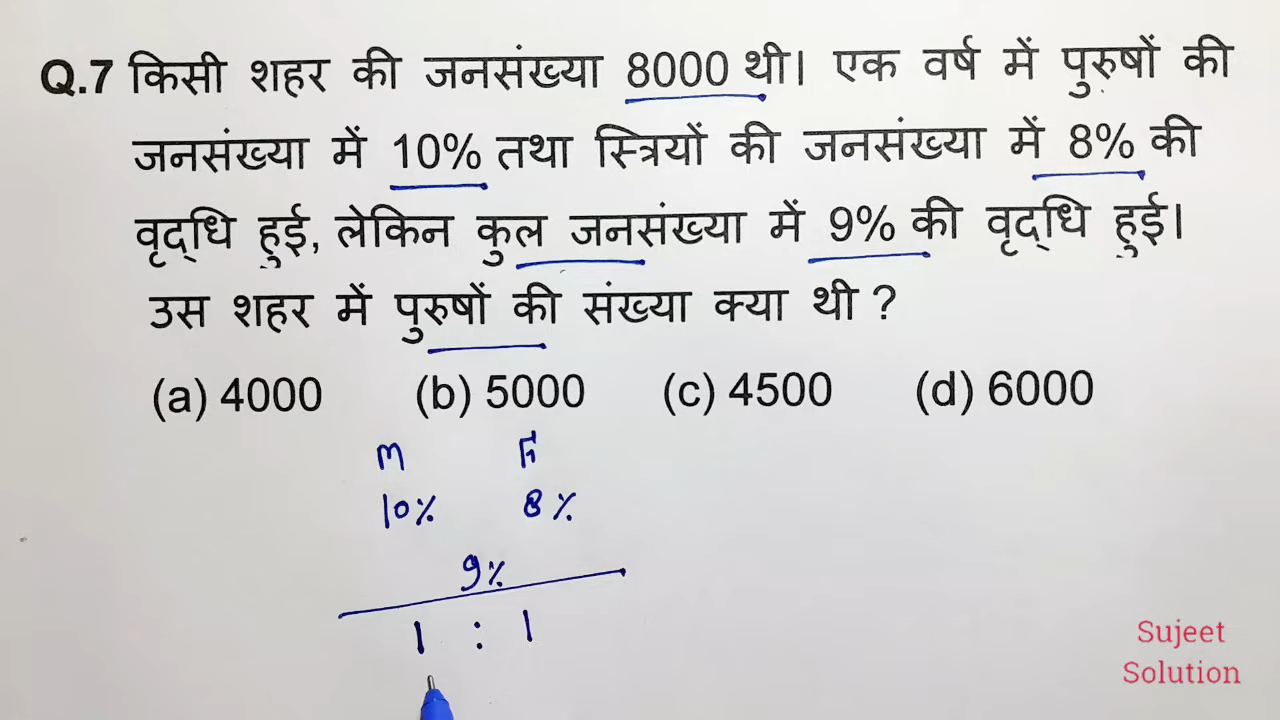 Q.7 किसी शहर की जनसंख्या 8000 थी। एक वर्ष में पुरुषों की
जनसंख्या में 10% तथा स्त्रियों की जनसंख्या में 8% की
वृद्धि हुई, लेकिन कुल जनसंख्या में 9% की वृद्धि हुई।
उस शहर में पुरुषों की संख्या क्या थी ?
(a) 4000 (b) 5000 (c) 4500 (d) 6000
M F
10% 8%
9%
1 : 1
Sujeet
Solution